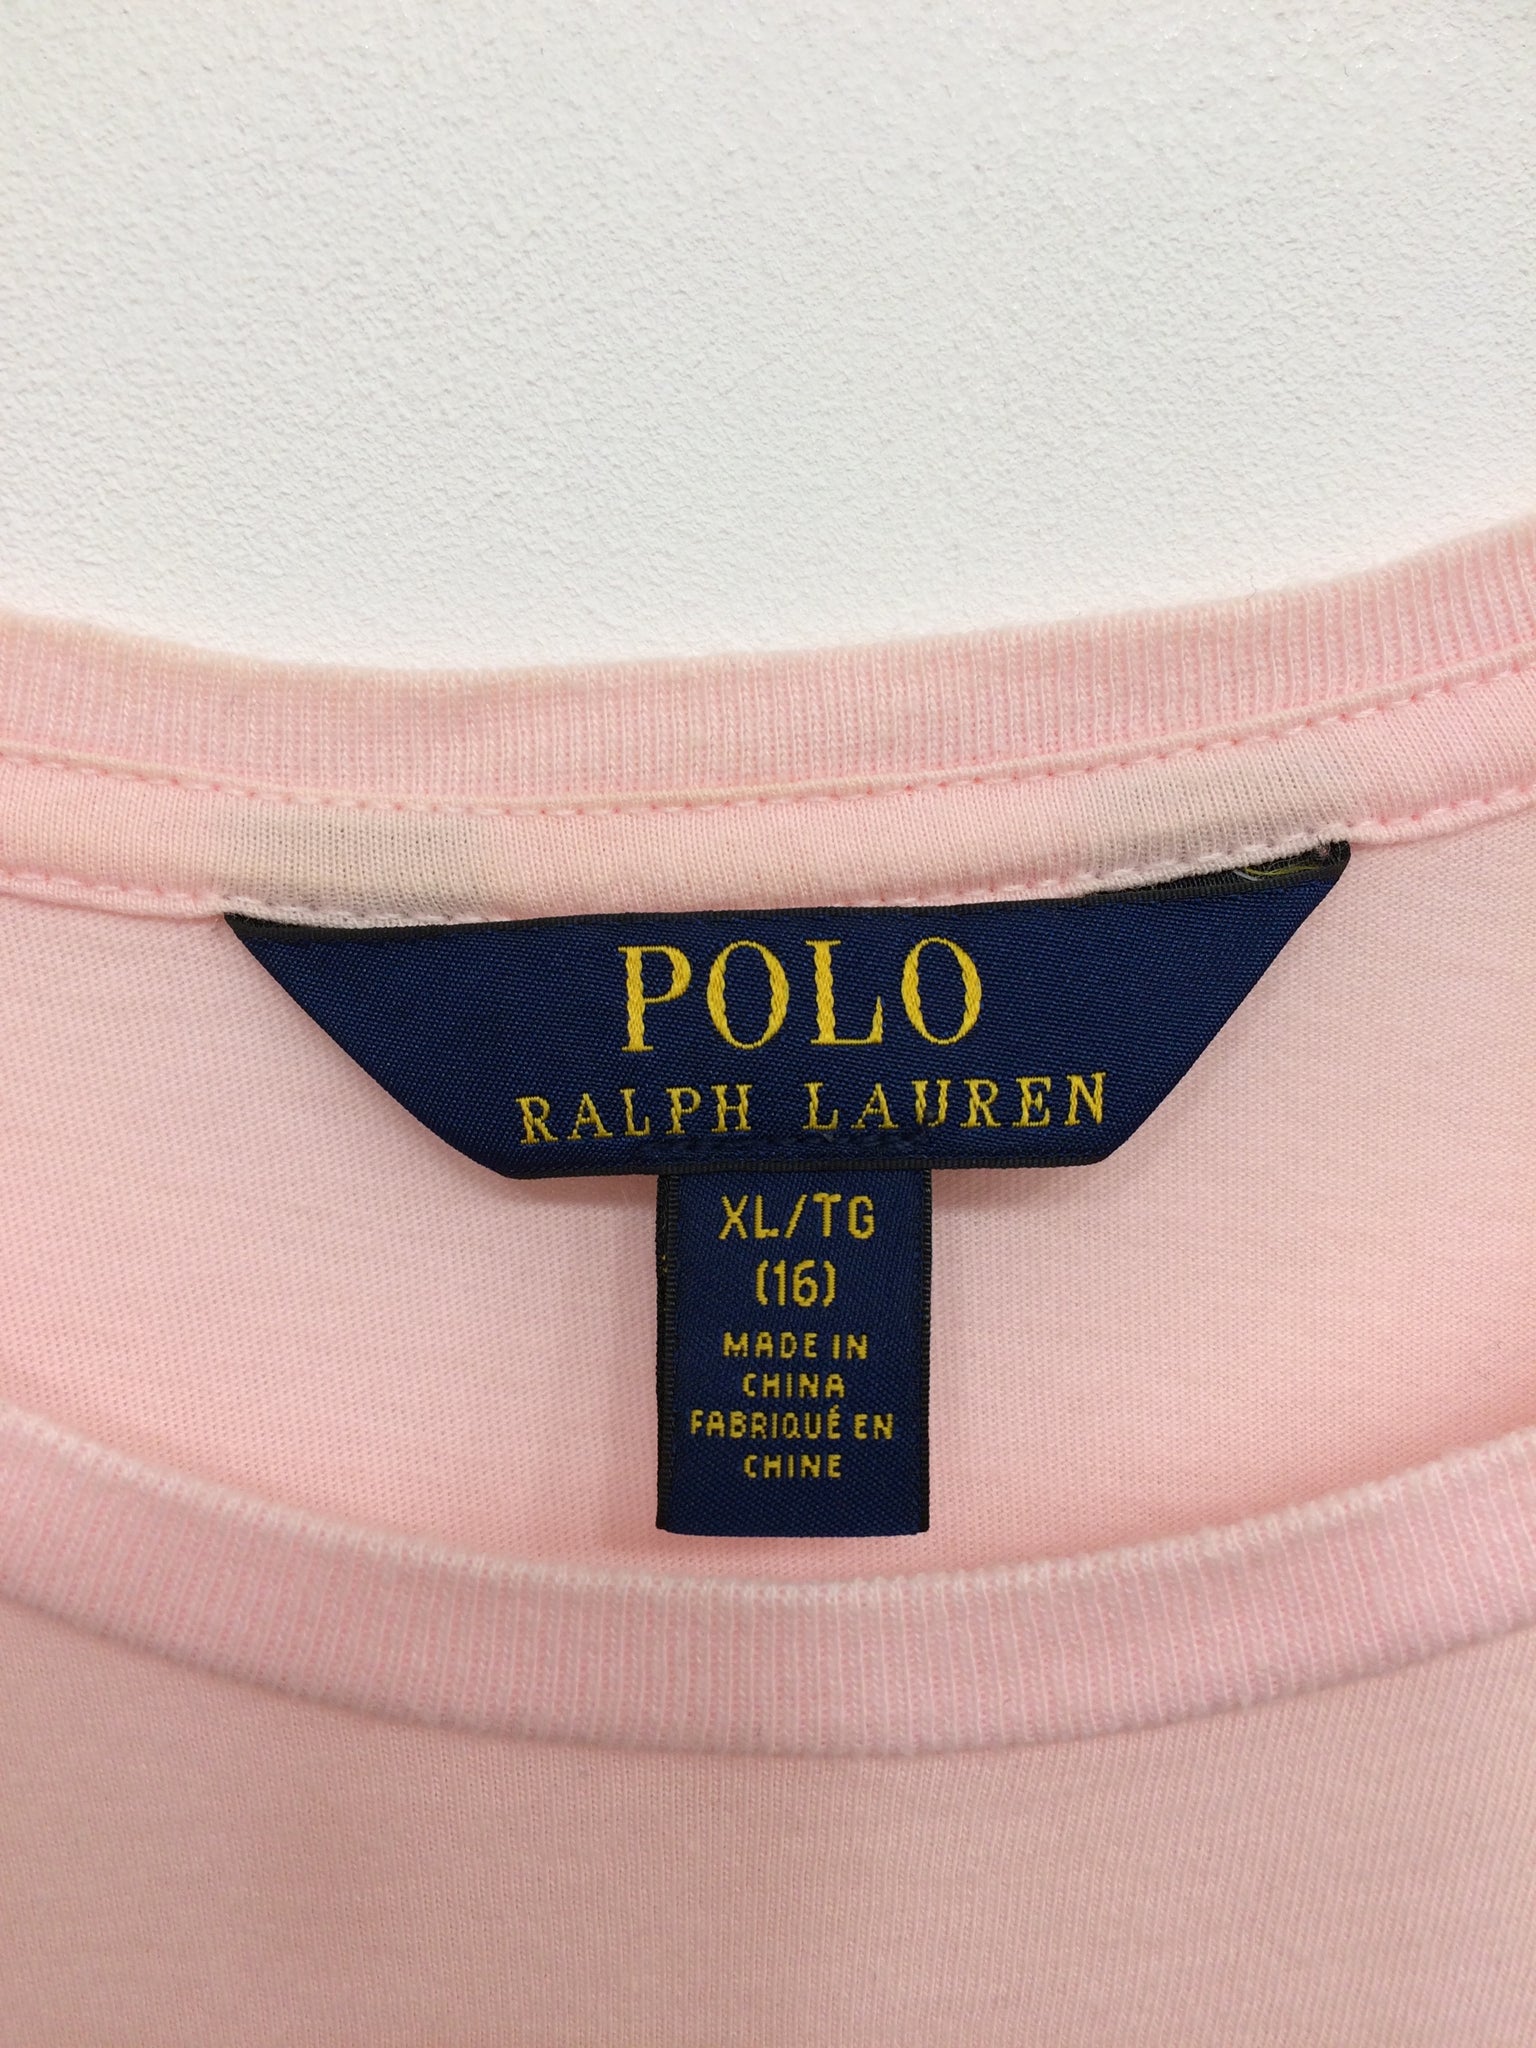 POLO
RALPH LAUREN
XL/TG
(16)
MADE IN
CHINA
FABRIQUÉ EN
CHINE